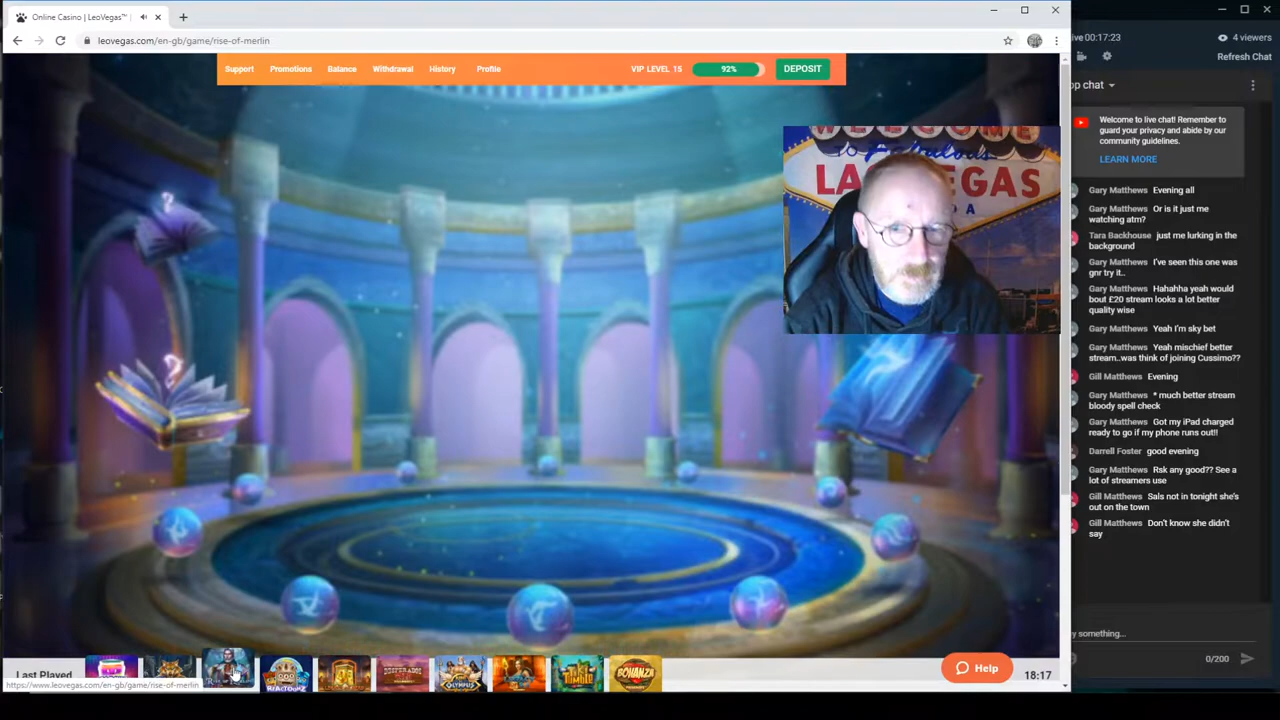 Online Casino | LeoVegas™
leovegas.com/en-gb/game/rise-of-merlin
Support Promotions Balance Withdrawal History Profile VIP LEVEL 15 92% DEPOSIT
WELCOME
TO Fabulous
LAS VEGAS
Last Played
https://www.leovegas.com/en-gb/game/rise-of-merlin
OLYMPUS
TUMBLE
BONANZA
Help
18:17
live 00:17:23
4 viewers
Refresh Chat
op chat
Welcome to live chat! Remember to
guard your privacy and abide by our
community guidelines.
LEARN MORE
Gary Matthews Evening all
Gary Matthews Or is it just me
watching atm?
Tara Backhouse just me lurking in the
background
Gary Matthews I've seen this one was
gnr try it..
Gary Matthews Hahahha yeah would
bout £20 stream looks a lot better
quality wise
Gary Matthews Yeah I'm sky bet
Gary Matthews Yeah mischief better
stream..was think of joining Cussimo??
Gill Matthews Evening
Gary Matthews * much better stream
bloody spell check
Gary Matthews Got my iPad charged
ready to go if my phone runs out!!
Darrell Foster good evening
Gary Matthews Rsk any good?? See a
lot of streamers use
Gill Matthews Sals not in tonight she's
out on the town
Gill Matthews Don't know she didn't
say
ay something...
0/200